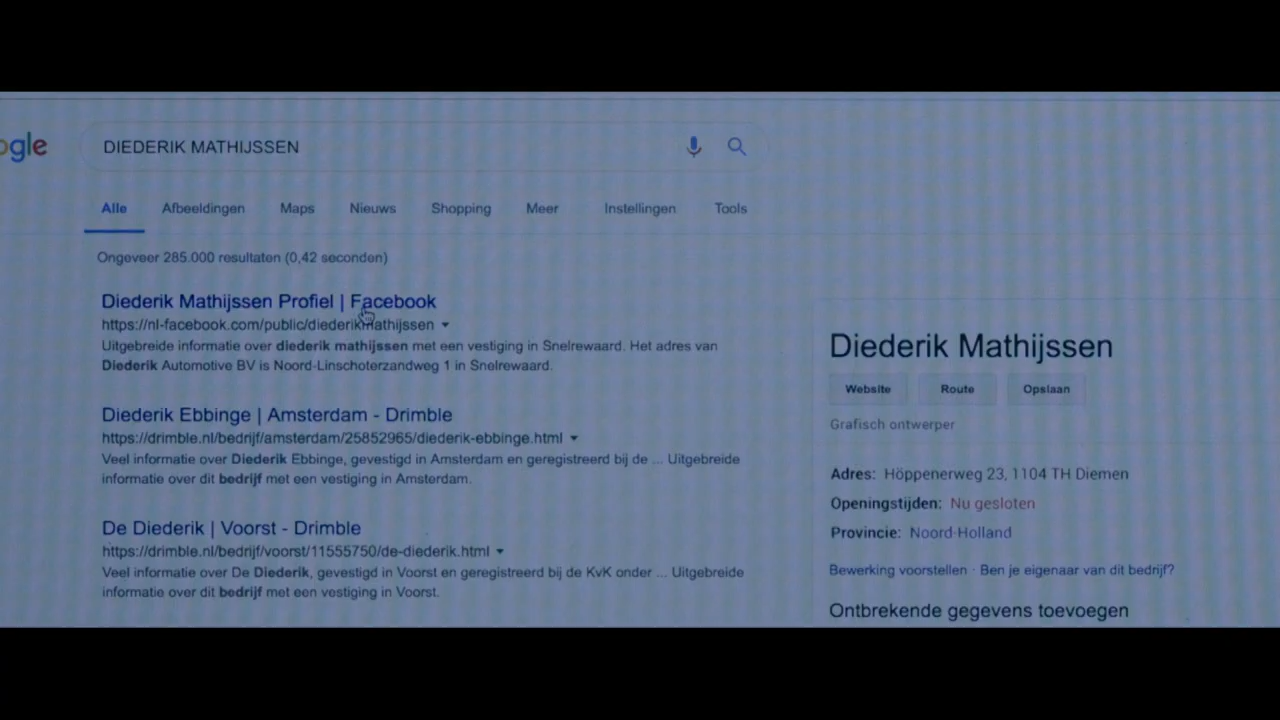 ogle
DIEDERIK MATHIJSSEN
Alle Afbeeldingen Maps Nieuws Shopping Meer Instellingen Tools
Ongeveer 285.000 resultaten (0,42 seconden)
Diederik Mathijssen Profiel | Facebook
https://nl-facebook.com/public/diederikmathijssen
Uitgebreide informatie over diederik mathijssen met een vestiging in Snelrewaard. Het adres van
Diederik Automotive BV is Noord-Linschoterzandweg 1 in Snelrewaard.
Diederik Ebbinge | Amsterdam - Drimble
https://drimble.nl/bedrijf/amsterdam/25852965/diederik-ebbinge.html
Veel informatie over Diederik Ebbinge, gevestigd in Amsterdam en geregistreerd bij de ... Uitgebreide
informatie over dit bedrijf met een vestiging in Amsterdam.
De Diederik | Voorst - Drimble
https://drimble.nl/bedrijf/voorst/11555750/de-diederik.html
Veel informatie over De Diederik, gevestigd in Voorst en geregistreerd bij de KvK onder ... Uitgebreide
informatie over dit bedrijf met een vestiging in Voorst.
Diederik Mathijssen
Website Route Opslaan
Grafisch ontwerper
Adres: Höppenerweg 23, 1104 TH Diemen
Openingstijden: Nu gesloten
Provincie: Noord-Holland
Bewerking voorstellen · Ben je eigenaar van dit bedrijf?
Ontbrekende gegevens toevoegen